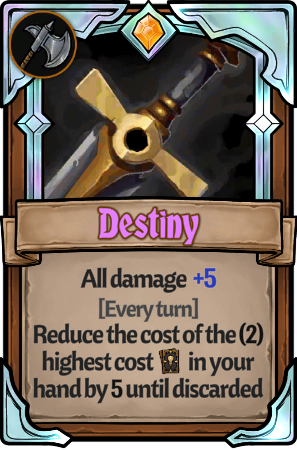 Destiny
All damage +5
[Every turn]
Reduce the cost of the (2)
highest cost in your
hand by 5 until discarded